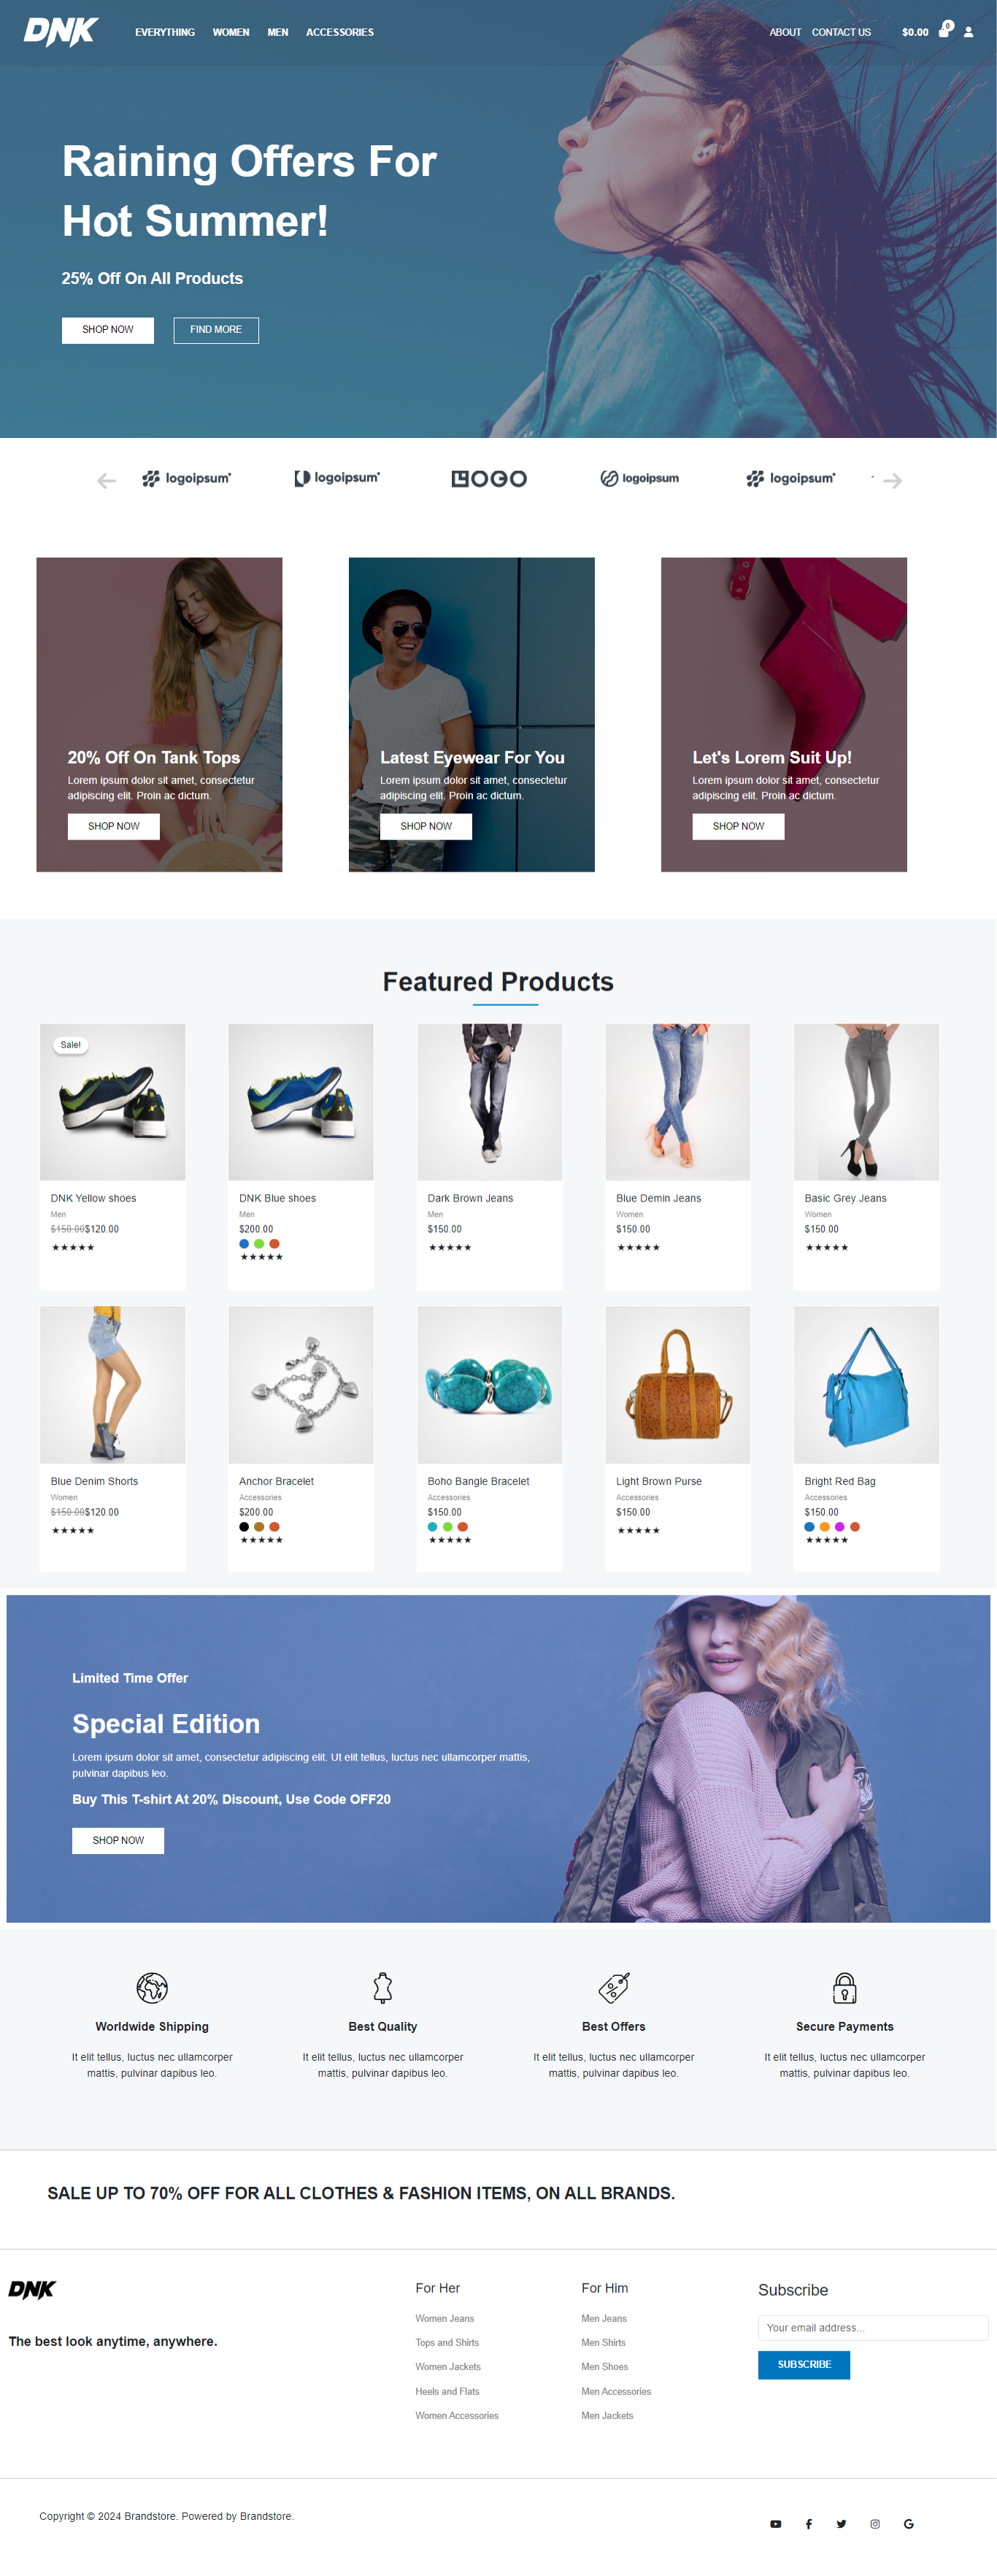 DNK
EVERYTHING WOMEN MEN ACCESSORIES
ABOUT CONTACT US $0.00 0
Raining Offers For
Hot Summer!
25% Off On All Products
SHOP NOW FIND MORE
logoipsum logoipsum LOGO logoipsum logoipsum
20% Off On Tank Tops
Lorem ipsum dolor sit amet, consectetur
adipiscing elit. Proin ac dictum.
SHOP NOW
Latest Eyewear For You
Lorem ipsum dolor sit amet, consectetur
adipiscing elit. Proin ac dictum.
SHOP NOW
Let's Lorem Suit Up!
Lorem ipsum dolor sit amet, consectetur
adipiscing elit. Proin ac dictum.
SHOP NOW
Featured Products
Sale!
DNK Yellow shoes
Men
$150.00$120.00
★★★★★
DNK Blue shoes
Men
$200.00
★★★★★
Dark Brown Jeans
Men
$150.00
★★★★★
Blue Demin Jeans
Women
$150.00
★★★★★
Basic Grey Jeans
Women
$150.00
★★★★★
Blue Denim Shorts
Women
$150.00$120.00
★★★★★
Anchor Bracelet
Accessories
$200.00
★★★★★
Boho Bangle Bracelet
Accessories
$150.00
★★★★★
Light Brown Purse
Accessories
$150.00
★★★★★
Bright Red Bag
Accessories
$150.00
★★★★★
Limited Time Offer
Special Edition
Lorem ipsum dolor sit amet, consectetur adipiscing elit. Ut elit tellus, luctus nec ullamcorper mattis,
pulvinar dapibus leo.
Buy This T-shirt At 20% Discount, Use Code OFF20
SHOP NOW
Worldwide Shipping
It elit tellus, luctus nec ullamcorper
mattis, pulvinar dapibus leo.
Best Quality
It elit tellus, luctus nec ullamcorper
mattis, pulvinar dapibus leo.
Best Offers
It elit tellus, luctus nec ullamcorper
mattis, pulvinar dapibus leo.
Secure Payments
It elit tellus, luctus nec ullamcorper
mattis, pulvinar dapibus leo.
SALE UP TO 70% OFF FOR ALL CLOTHES & FASHION ITEMS, ON ALL BRANDS.
DNK
The best look anytime, anywhere.
For Her
Women Jeans
Tops and Shirts
Women Jackets
Heels and Flats
Women Accessories
For Him
Men Jeans
Men Shirts
Men Shoes
Men Accessories
Men Jackets
Subscribe
Your email address...
SUBSCRIBE
Copyright © 2024 Brandstore. Powered by Brandstore.